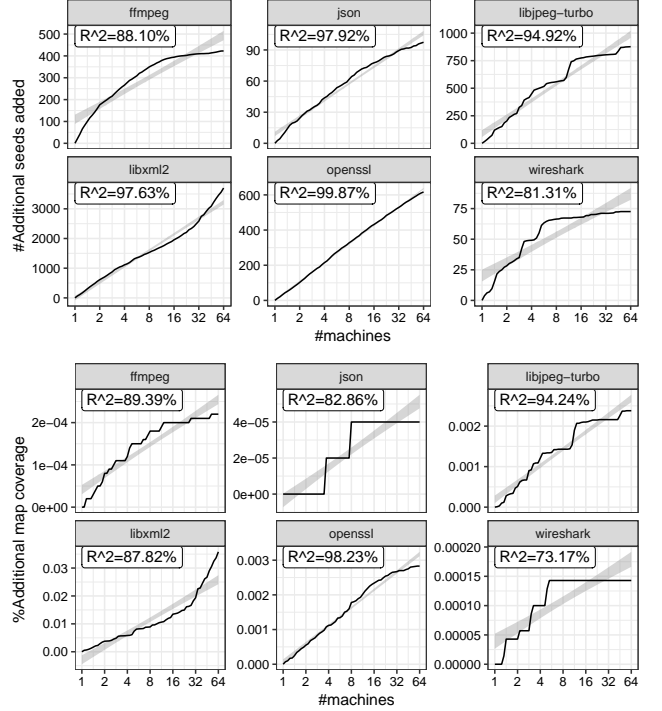 ffmpeg
json
libjpeg−turbo
R^2=88.10%
R^2=97.92%
R^2=94.92%
500
400
300
200
100
0
90
60
30
0
1000
750
500
250
0
libxml2
openssl
wireshark
R^2=97.63%
R^2=99.87%
R^2=81.31%
3000
2000
1000
0
600
400
200
0
75
50
25
0
1 2 4 8 16 32 64
1 2 4 8 16 32 64
1 2 4 8 16 32 64
#machines
#Additional seeds added
ffmpeg
json
libjpeg−turbo
R^2=89.39%
R^2=82.86%
R^2=94.24%
2e−04
1e−04
0e+00
4e−05
2e−05
0e+00
0.002
0.001
0.000
libxml2
openssl
wireshark
R^2=87.82%
R^2=98.23%
R^2=73.17%
0.03
0.02
0.01
0.00
0.003
0.002
0.001
0.000
0.00020
0.00015
0.00010
0.00005
0.00000
1 2 4 8 16 32 64
1 2 4 8 16 32 64
1 2 4 8 16 32 64
#machines
%Additional map coverage